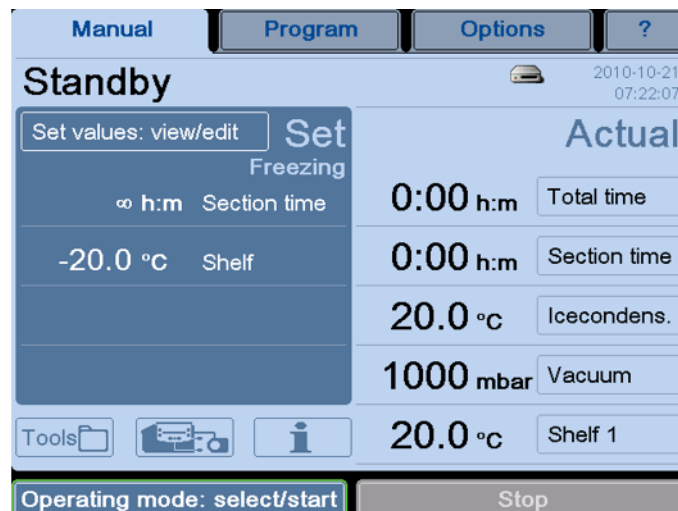 Manual Program Options ?
Standby 2010-10-21
07:22:07
Set values: view/edit Set
Freezing
∞ h:m Section time
-20.0 °C Shelf
Actual
0:00 h:m Total time
0:00 h:m Section time
20.0 °C Icecondens.
1000 mbar Vacuum
20.0 °C Shelf 1
Tools i
Operating mode: select/start Stop